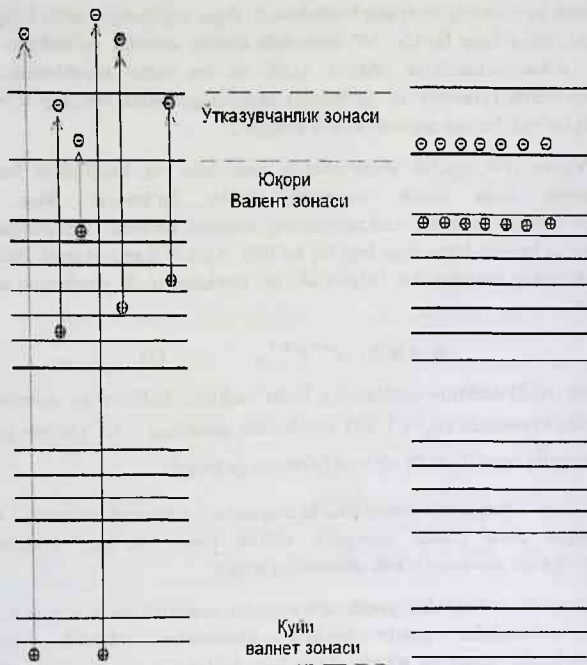 Утказувчанлик зонаси
Юқори
Валент зонаси
Қуйи
валнет зонаси